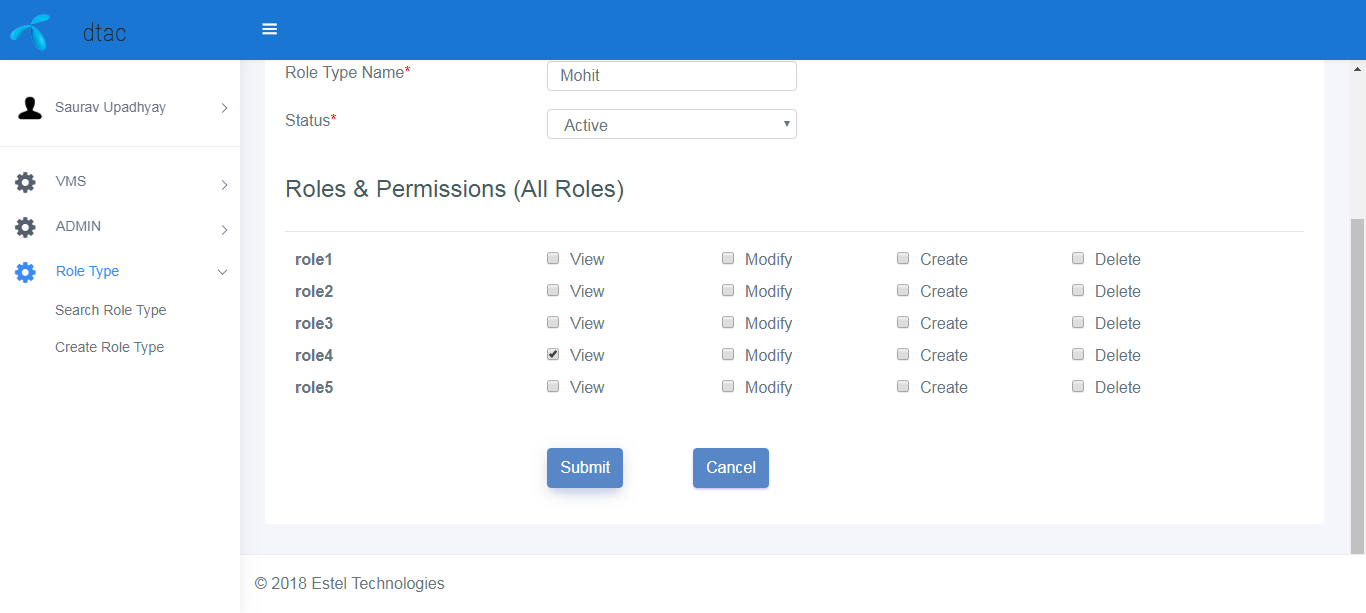 dtac
Saurav Upadhyay
VMS
ADMIN
Role Type
Search Role Type
Create Role Type
Role Type Name* Mohit
Status* Active
Roles & Permissions (All Roles)
role1 View Modify Create Delete
role2 View Modify Create Delete
role3 View Modify Create Delete
role4 View Modify Create Delete
role5 View Modify Create Delete
Submit Cancel
© 2018 Estel Technologies